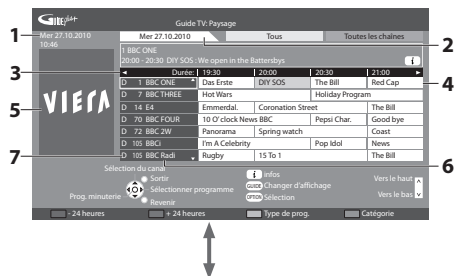 GUIDE Plus+ Guide TV: Paysage
1 Mer 27.10.2010 Mer 27.10.2010 Tous Toutes les chaînes
10:46 2
1 BBC ONE
20:00 - 20:30 DIY SOS : We open in the Battersbys i
3 Durée: 19:30 20:00 20:30 21:00
D 1 BBC ONE Das Erste DIY SOS The Bill Red Cap 4
D 7 BBC THREE Hot Wars Holiday Program
5 VIERA D 14 E4 Emmerdal. Coronation Street The Bill
D 70 BBC FOUR 10 O'clock News BBC Pepsi Char. Good bye
D 72 BBC 2W Panorama Spring watch Coast
D 105 BBCi I'm A Celebrity Pop Idol News
7 D 105 BBC Radi Rugby 15 To 1 The Bill
Sélection du canal 6
Sortir i infos Vers le haut
Sélectionner programme GUIDE Changer d'affichage
Prog. minuterie OPTION Sélection Vers le bas
Revenir
- 24 heures + 24 heures Type de prog. Catégorie